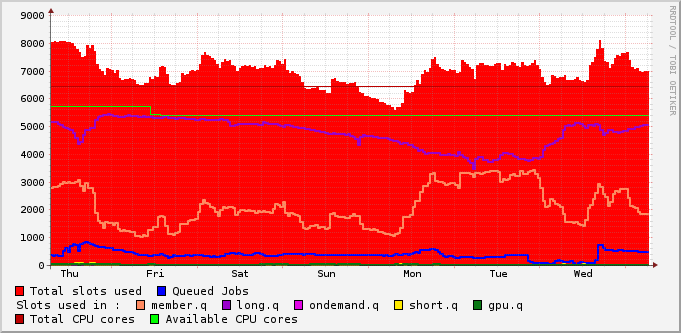 9000
8000
7000
6000
5000
4000
3000
2000
1000
0
Thu Fri Sat Sun Mon Tue Wed
RRDTOOL / TOBI OETIKER
Total slots used Queued Jobs
Slots used in : member.q long.q ondemand.q short.q gpu.q
Total CPU cores Available CPU cores